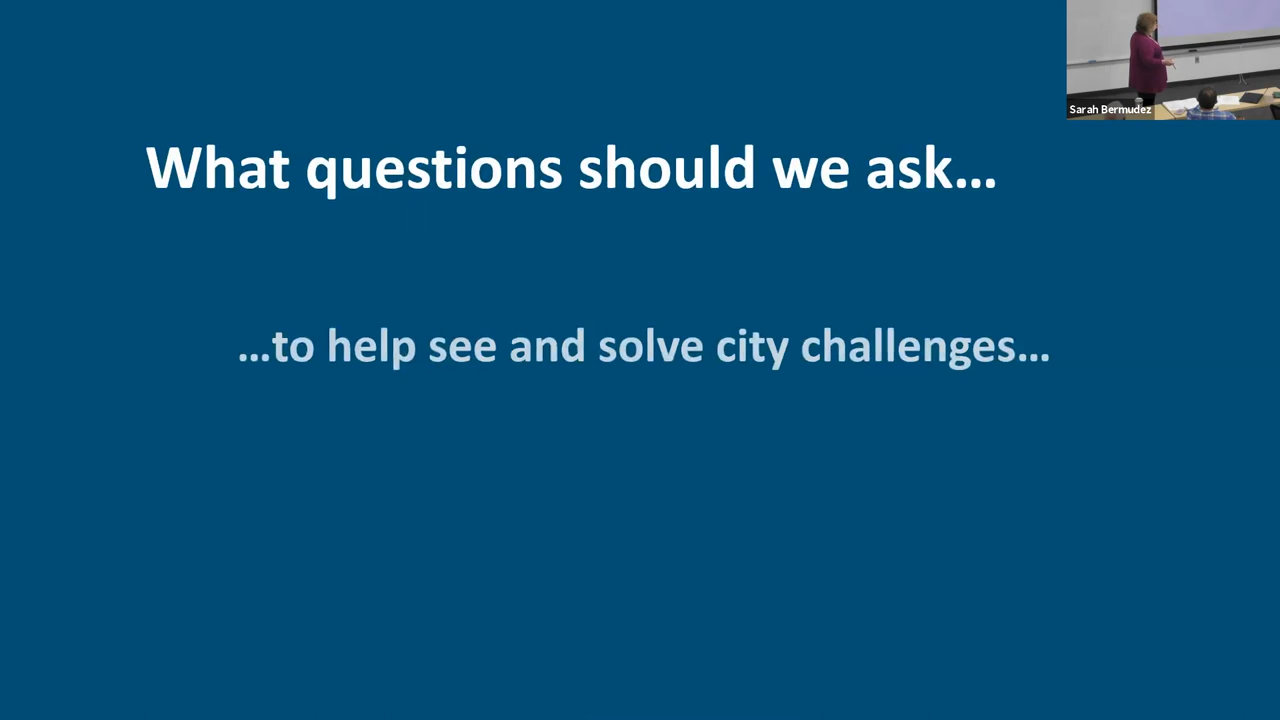 Sarah Bermudez
What questions should we ask…
…to help see and solve city challenges…